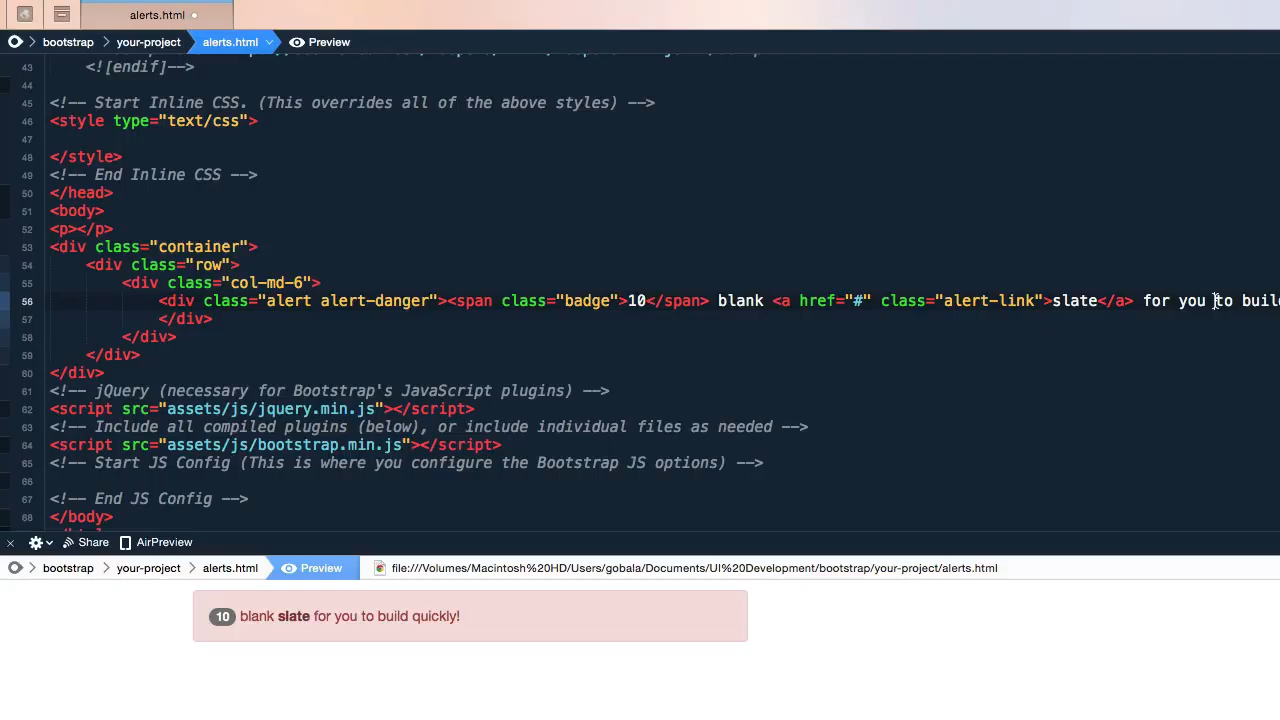 alerts.html
bootstrap your-project alerts.html Preview
43 <![endif]-->
44
45 <!-- Start Inline CSS. (This overrides all of the above styles) -->
46 <style type="text/css">
47
48 </style>
49 <!-- End Inline CSS -->
50 </head>
51 <body>
52 <p></p>
53 <div class="container">
54 <div class="row">
55 <div class="col-md-6">
56 <div class="alert alert-danger"><span class="badge">10</span> blank <a href="#" class="alert-link">slate</a> for you to build
57 </div>
58 </div>
59 </div>
60 </div>
61 <!-- jQuery (necessary for Bootstrap's JavaScript plugins) -->
62 <script src="assets/js/jquery.min.js"></script>
63 <!-- Include all compiled plugins (below), or include individual files as needed -->
64 <script src="assets/js/bootstrap.min.js"></script>
65 <!-- Start JS Config (This is where you configure the Bootstrap JS options) -->
66
67 <!-- End JS Config -->
68 </body>
Share AirPreview
bootstrap your-project alerts.html Preview file:///Volumes/Macintosh%20HD/Users/gobala/Documents/UI%20Development/bootstrap/your-project/alerts.html
10 blank slate for you to build quickly!